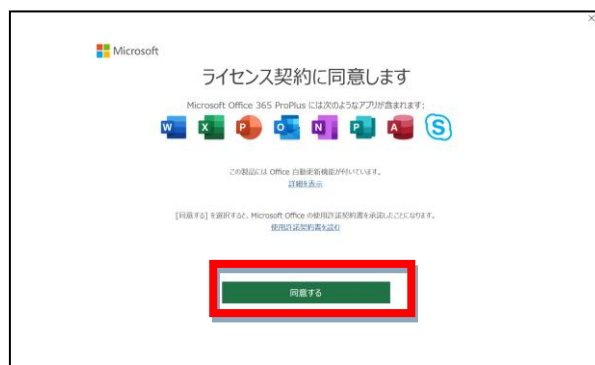 Microsoft
ライセンス契約に同意します
Microsoft Office 365 ProPlus には次のようなアプリが含まれます:
W X P O N P A S
この製品には Office 自動更新機能が付いています。
詳細を表示
[同意する] を選択すると、Microsoft Office の使用許諾契約書を承諾したことになります。
使用許諾契約書を読む
同意する